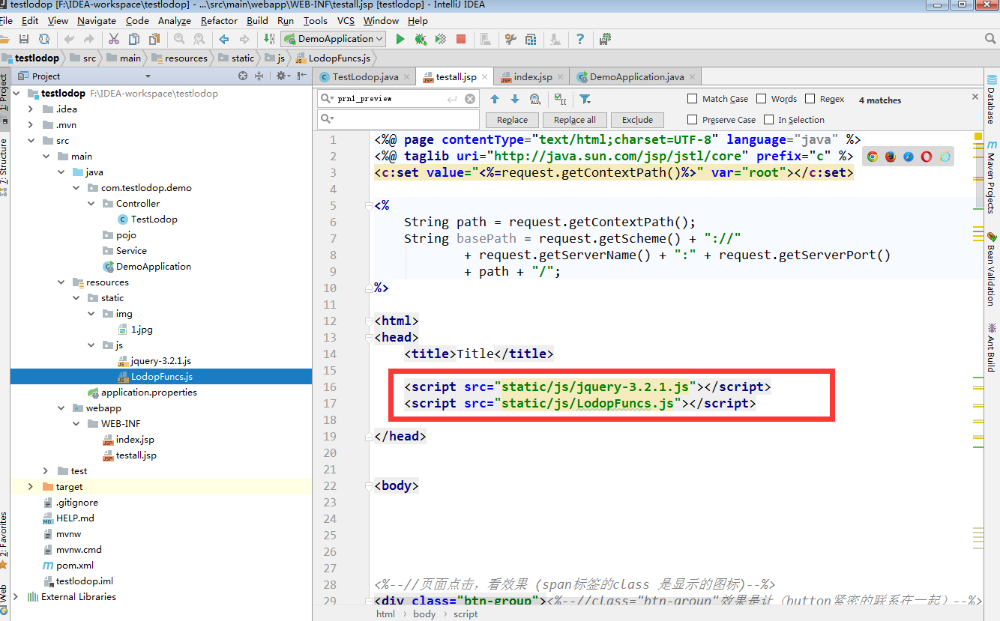 testlodop [F:\IDEA-workspace\testlodop] - ...\src\main\webapp\WEB-INF\testall.jsp [testlodop] - IntelliJ IDEA
File Edit View Navigate Code Analyze Refactor Build Run Tools VCS Window Help
DemoApplication
testlodop src main resources static js LodopFuncs.js
Project
TestLodop.java testall.jsp index.jsp DemoApplication.java
prn1_preview
Match Case Words Regex 4 matches
Replace Replace all Exclude Preserve Case In Selection
1: Project
7: Structure
2: Favorites
Web
testlodop F:\IDEA-workspace\testlodop
.idea
.mvn
src
main
java
com.testlodop.demo
Controller
TestLodop
pojo
Service
DemoApplication
resources
static
img
1.jpg
js
jquery-3.2.1.js
LodopFuncs.js
application.properties
webapp
WEB-INF
index.jsp
testall.jsp
test
target
.gitignore
HELP.md
mvnw
mvnw.cmd
pom.xml
testlodop.iml
External Libraries
1 <%@ page contentType="text/html;charset=UTF-8" language="java" %>
2 <%@ taglib uri="http://java.sun.com/jsp/jstl/core" prefix="c" %>
3 <c:set value="<%=request.getContextPath()%>" var="root"></c:set>
4
5 <%
6 String path = request.getContextPath();
7 String basePath = request.getScheme() + "://"
8 + request.getServerName() + ":" + request.getServerPort()
9 + path + "/";
10 %>
11
12 <html>
13 <head>
14 <title>Title</title>
15
16 <script src="static/js/jquery-3.2.1.js"></script>
17 <script src="static/js/LodopFuncs.js"></script>
18
19 </head>
20
21
22 <body>
23
24
25
26
27
28 <%--//页面点击，看效果 (span标签的class 是显示的图标)--%>
29 <div class="btn-group"><%--//class="btn-group"效果是让（button紧密的联系在一起）--%>
html body script
Database
Maven Projects
Bean Validation
Ant Build